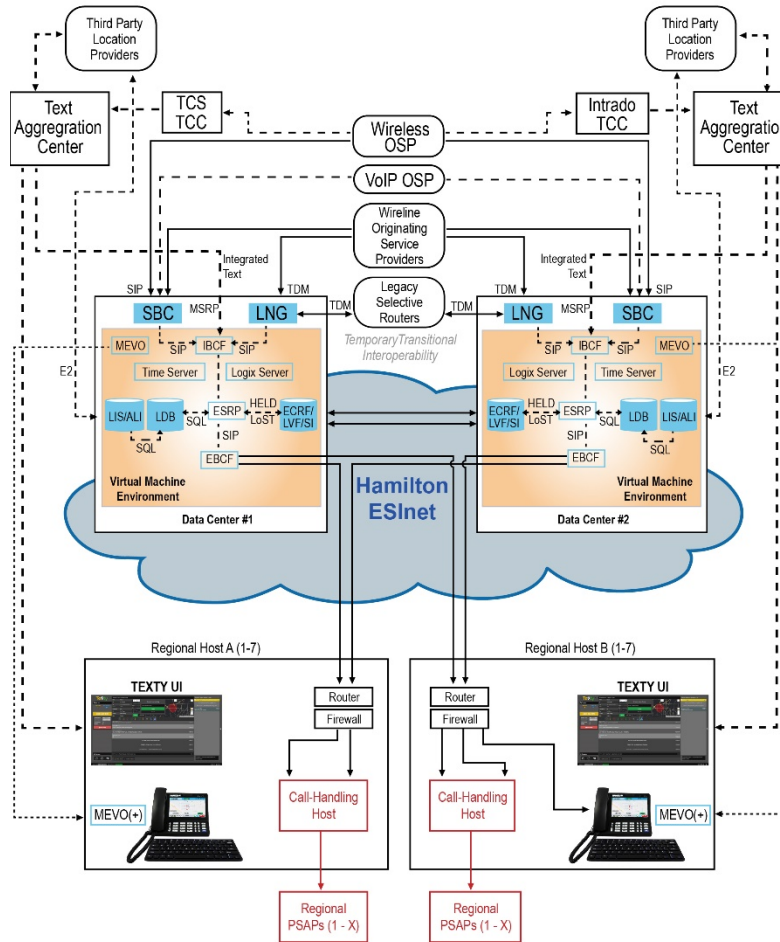 Third Party
Location
Providers
Third Party
Location
Providers
Text
Aggregration
Center
TCS
TCC
Wireless
OSP
Intrado
TCC
Text
Aggregration
Center
VoIP OSP
Wireline
Originating
Service
Providers
Integrated
Text
Integrated
Text
SIP
TDM
TDM
SIP
SBC
MSRP
LNG
TDM
Legacy
Selective
Routers
TDM
LNG
MSRP
SBC
TemporaryTransitional
Interoperability
MEVO
IBCF
SIP
SIP
IBCF
MEVO
SIP
SIP
Time Server
Logix Server
Logix Server
Time Server
E2
E2
LIS/ALI
LDB
SQL
ESRP
HELD
LoST
ECRF/
LVF/SI
ECRF/
LVF/SI
HELD
LoST
ESRP
SQL
LDB
LIS/ALI
SQL
SIP
SIP
SQL
EBCF
EBCF
Virtual Machine
Environment
Virtual Machine
Environment
Hamilton
ESInet
Data Center #1
Data Center #2
Regional Host A (1-7)
Regional Host B (1-7)
TEXTY UI
TEXTY UI
Router
Firewall
Router
Firewall
MEVO(+)
Call-Handling
Host
Call-Handling
Host
MEVO(+)
Regional
PSAPs (1 - X)
Regional
PSAPs (1 - X)